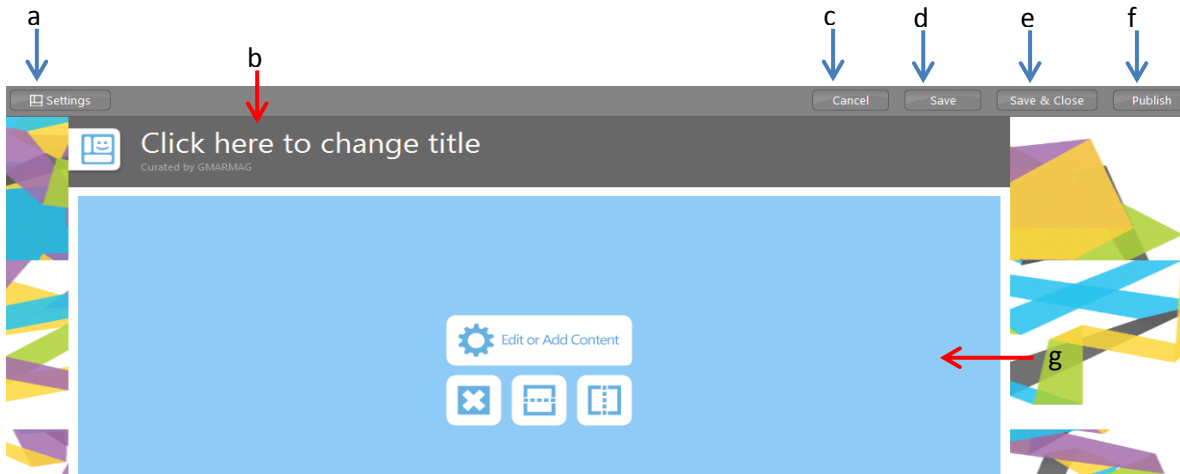 a
b
c
d
e
f
Settings
Cancel
Save
Save & Close
Publish
Click here to change title
Curated by GMARMAG
Edit or Add Content
g